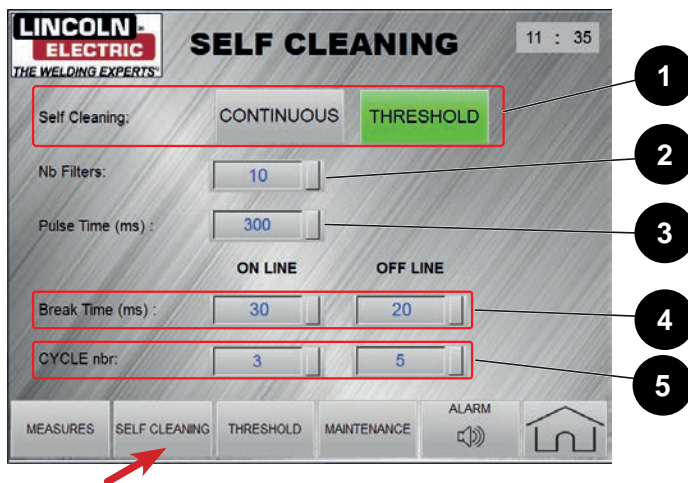 LINCOLN
ELECTRIC
THE WELDING EXPERTS®
SELF CLEANING
11 : 35
1
Self Cleaning: CONTINUOUS THRESHOLD
2
Nb Filters: 10
3
Pulse Time (ms) : 300
ON LINE OFF LINE
4
Break Time (ms) : 30 20
5
CYCLE nbr: 3 5
MEASURES SELF CLEANING THRESHOLD MAINTENANCE ALARM